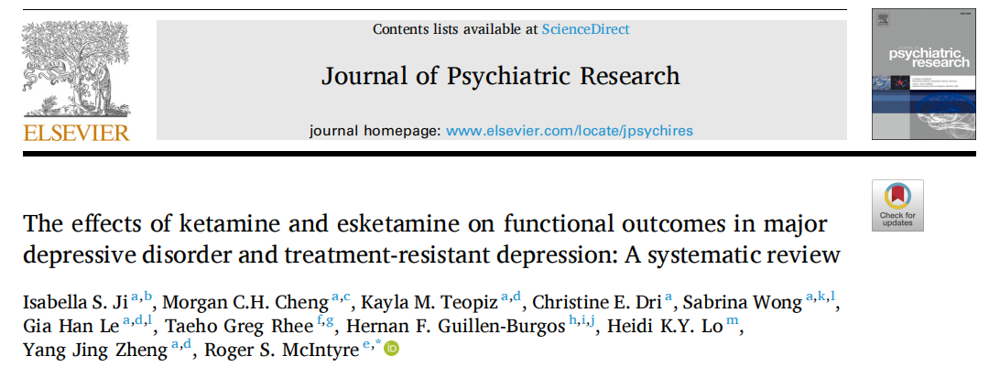 Contents lists available at ScienceDirect
Journal of Psychiatric Research
journal homepage: www.elsevier.com/locate/jpsychires
ELSEVIER
psychiatric
research
Check for
updates
The effects of ketamine and esketamine on functional outcomes in major
depressive disorder and treatment-resistant depression: A systematic review
Isabella S. Ji a,b, Morgan C.H. Cheng a,c, Kayla M. Teopiz a,d, Christine E. Dri a, Sabrina Wong a,k,l,
Gia Han Le a,d,l, Taeho Greg Rhee f,g, Hernan F. Guillen-Burgos h,i,j, Heidi K.Y. Lo m,
Yang Jing Zheng a,d, Roger S. McIntyre e,* iD